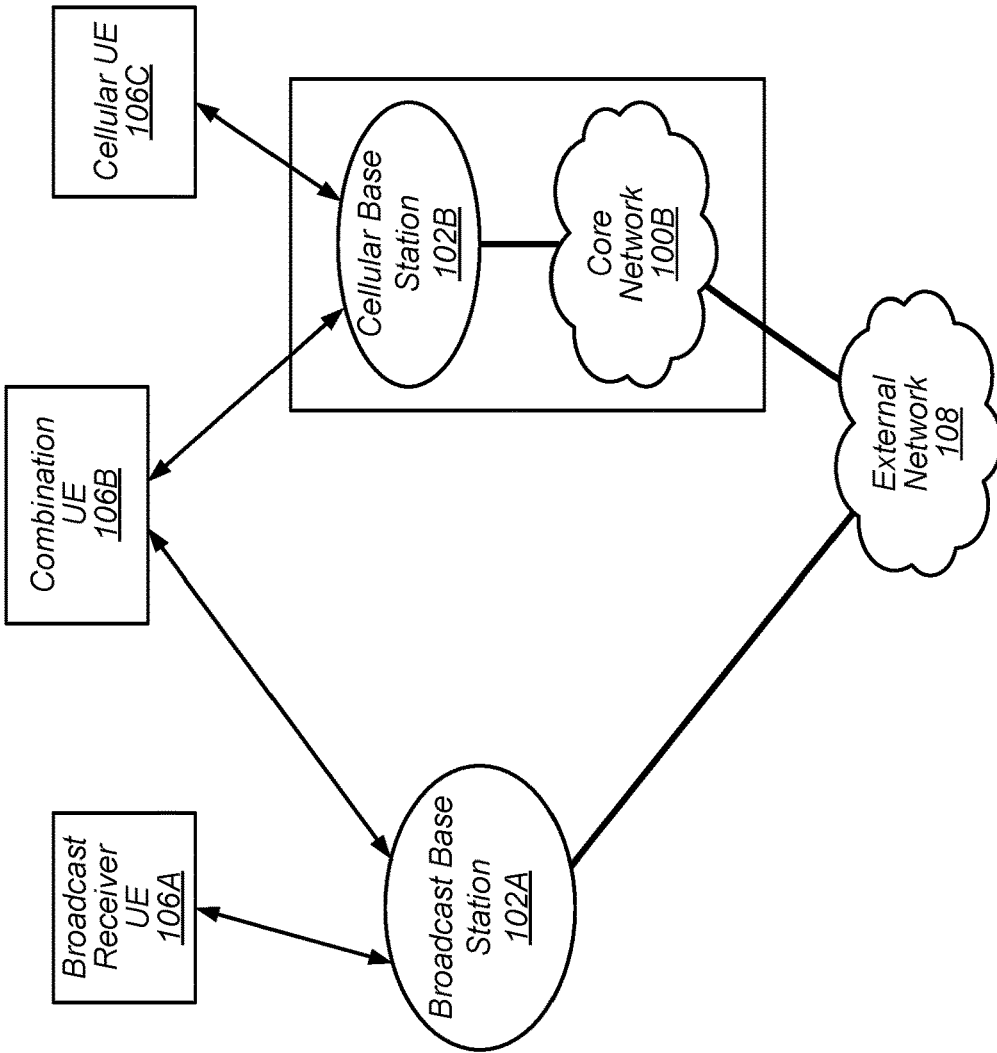 Broadcast
Receiver
UE
106A
Combination
UE
106B
Cellular UE
106C
Broadcast Base
Station
102A
Cellular Base
Station
102B
Core
Network
100B
External
Network
108